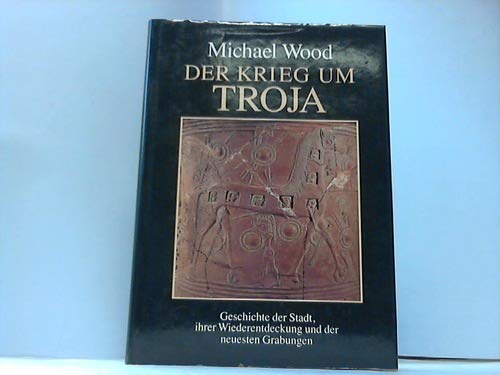 Michael Wood
DER KRIEG UM
TROJA
Geschichte der Stadt,
ihrer Wiederentdeckung und der
neuesten Grabungen